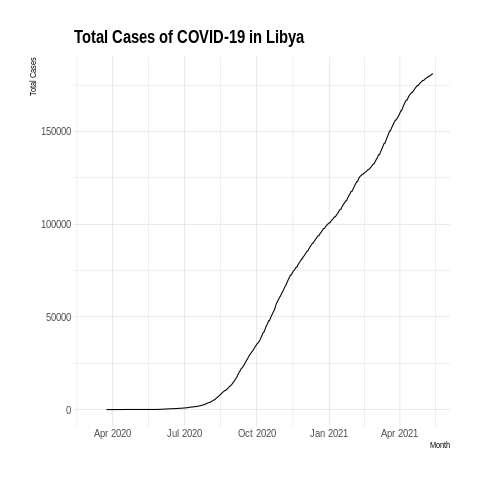 Total Cases of COVID-19 in Libya
Total Cases
150000
100000
50000
0
Apr 2020
Jul 2020
Oct 2020
Jan 2021
Apr 2021
Month